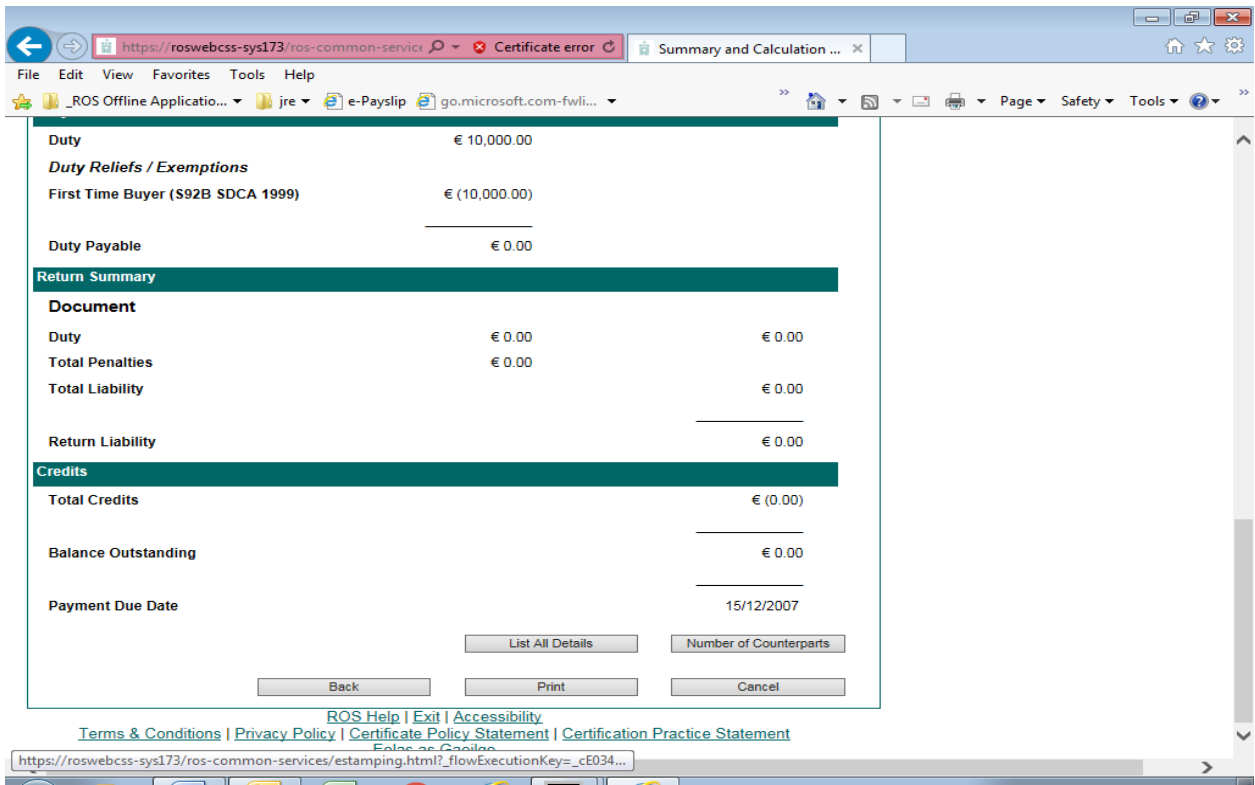 https://roswebcss-sys173/ros-common-service Certificate error Summary and Calculation ...
File Edit View Favorites Tools Help
_ROS Offline Applicatio... jre e-Payslip go.microsoft.com-fwli... Page Safety Tools
Duty € 10,000.00
Duty Reliefs / Exemptions
First Time Buyer (S92B SDCA 1999) € (10,000.00)
Duty Payable € 0.00
Return Summary
Document
Duty € 0.00 € 0.00
Total Penalties € 0.00
Total Liability € 0.00
Return Liability € 0.00
Credits
Total Credits € (0.00)
Balance Outstanding € 0.00
Payment Due Date 15/12/2007
List All Details Number of Counterparts
Back Print Cancel
ROS Help | Exit | Accessibility
Terms & Conditions | Privacy Policy | Certificate Policy Statement | Certification Practice Statement
Eolas as Gaeilge
https://roswebcss-sys173/ros-common-services/estamping.html?_flowExecutionKey=_cE034...